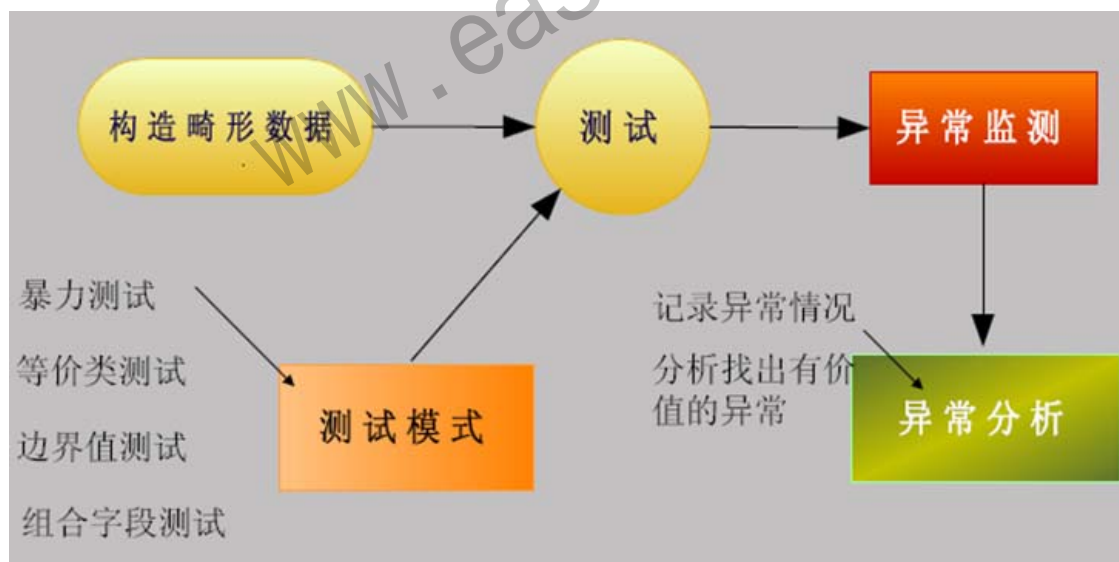 www.eas
构造畸形数据
测试
异常监测
暴力测试
等价类测试
边界值测试
组合字段测试
测试模式
记录异常情况
分析找出有价
值的异常
异常分析